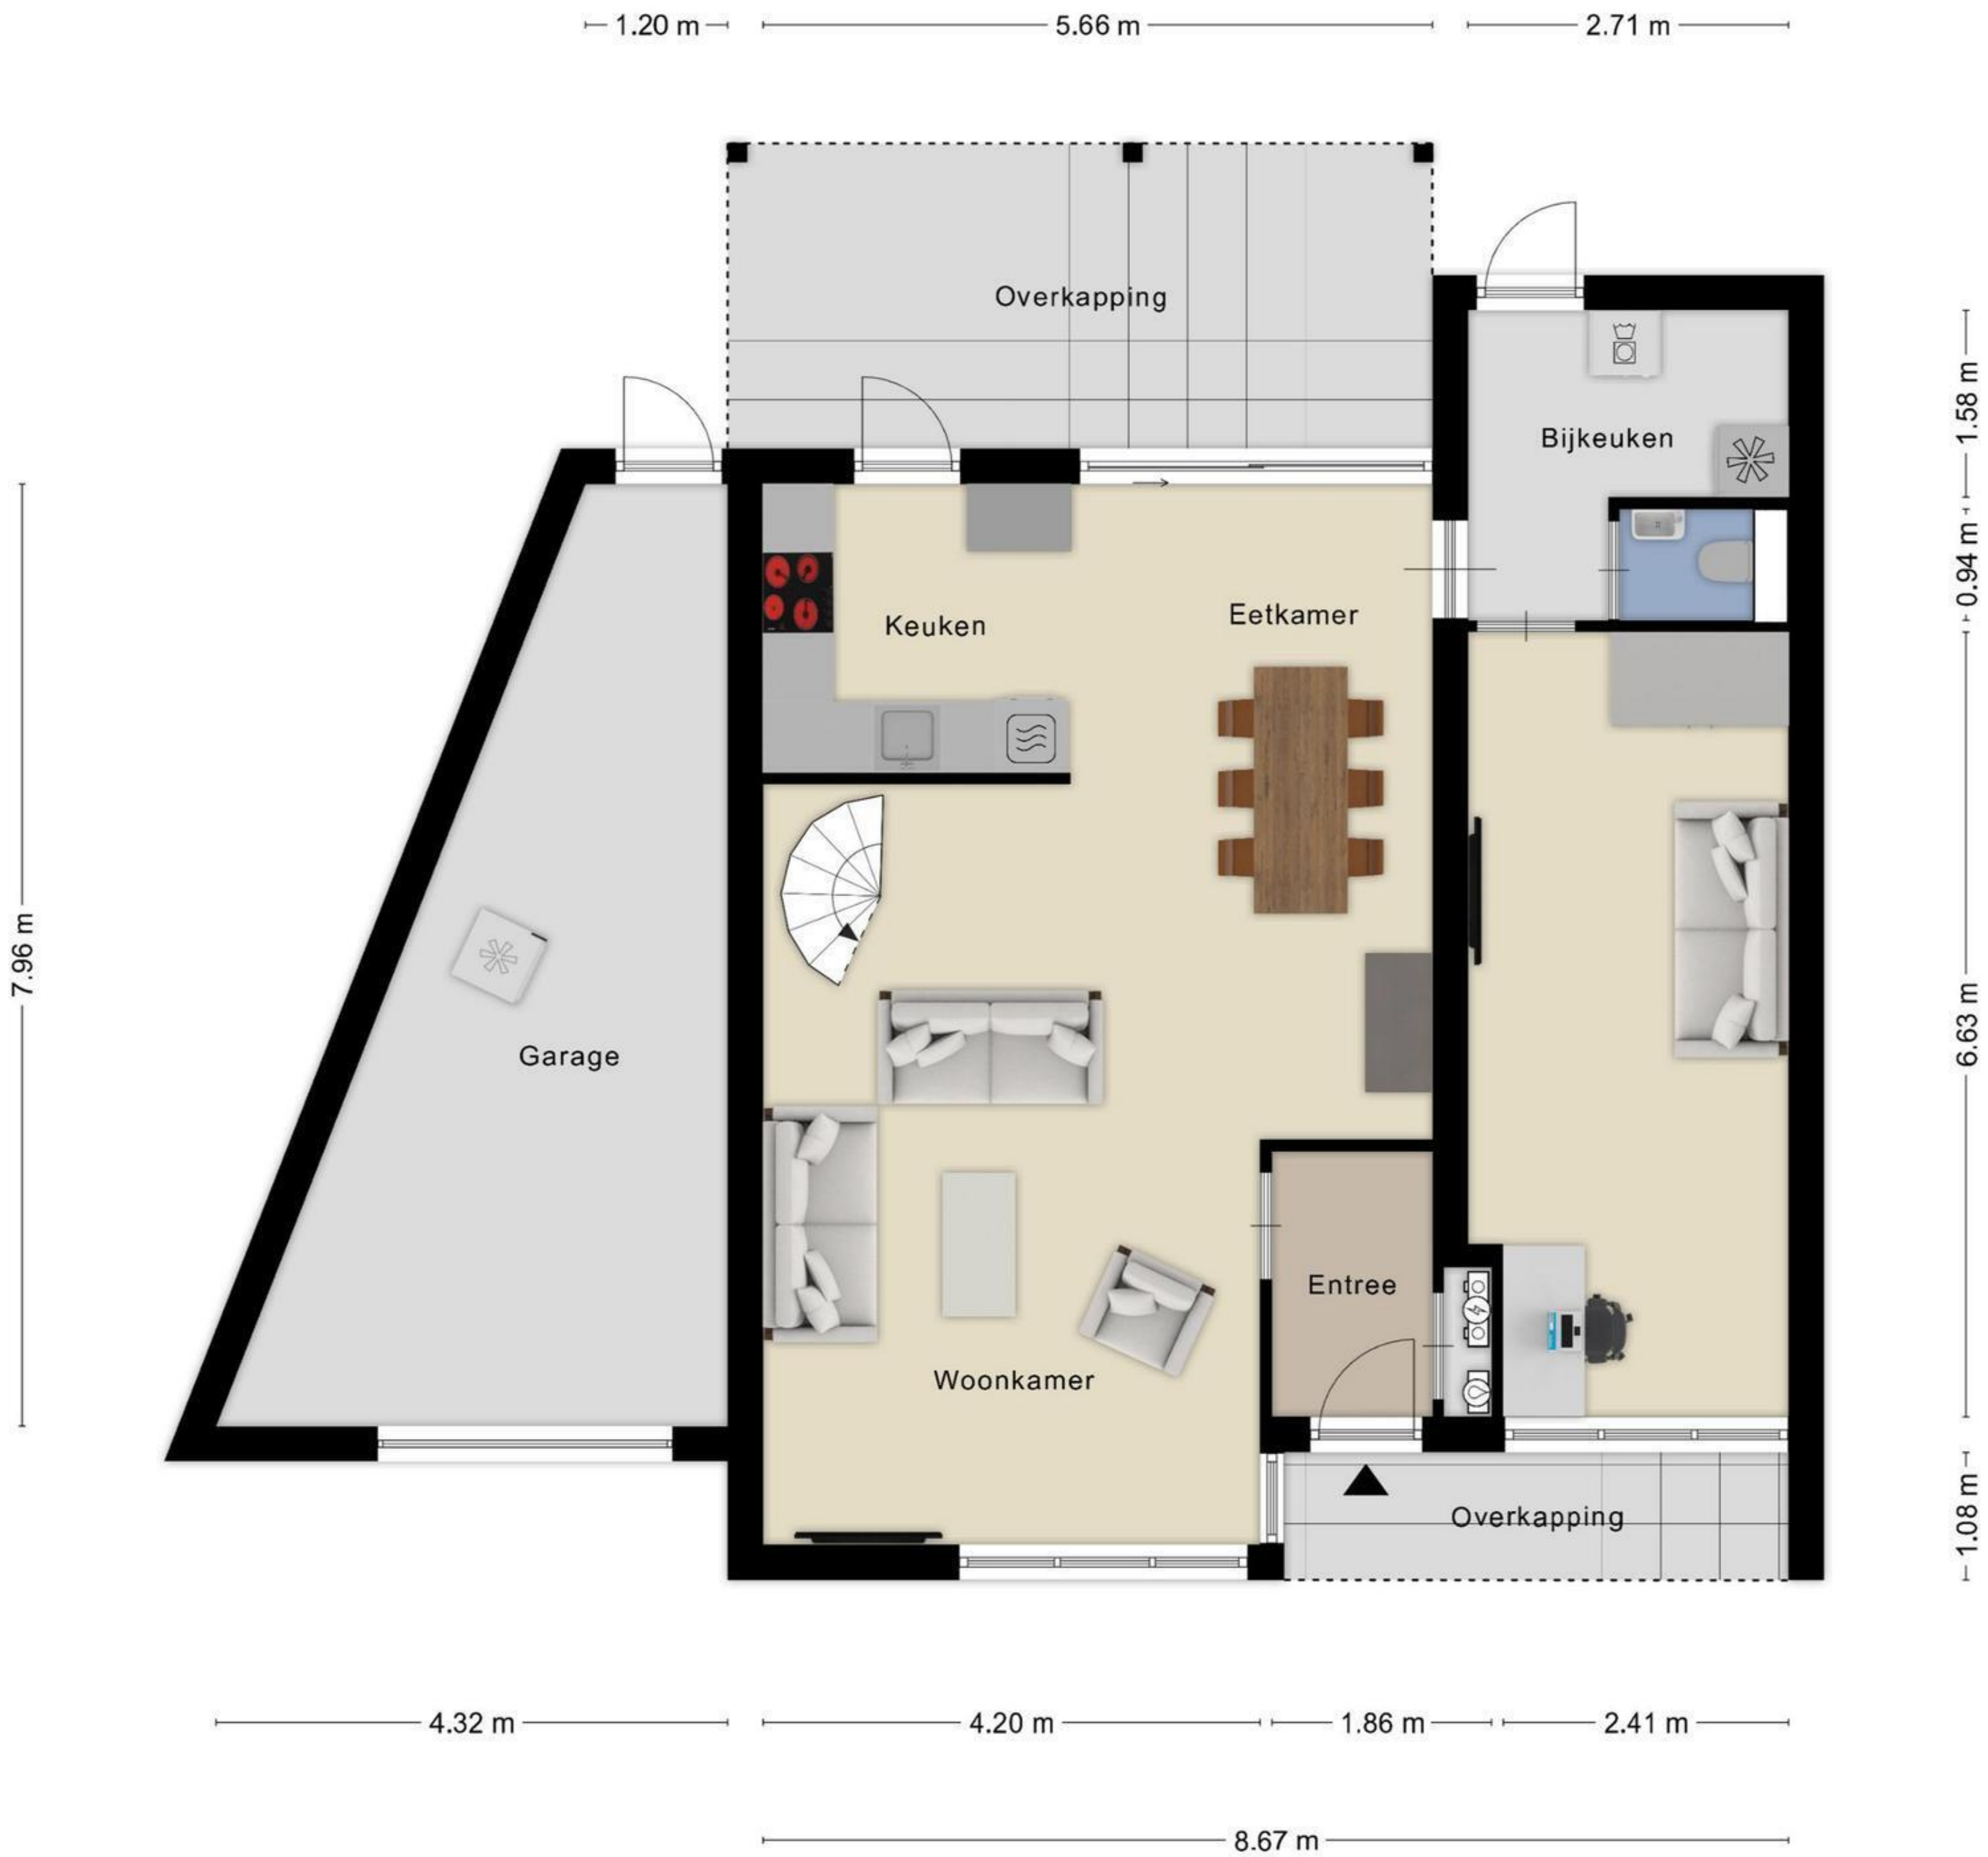 1.20 m
5.66 m
2.71 m
Overkapping
1.58 m
Bijkeuken
0.94 m
Keuken
Eetkamer
7.96 m
6.63 m
Garage
Entree
Woonkamer
Overkapping
1.08 m
4.32 m
4.20 m
1.86 m
2.41 m
8.67 m